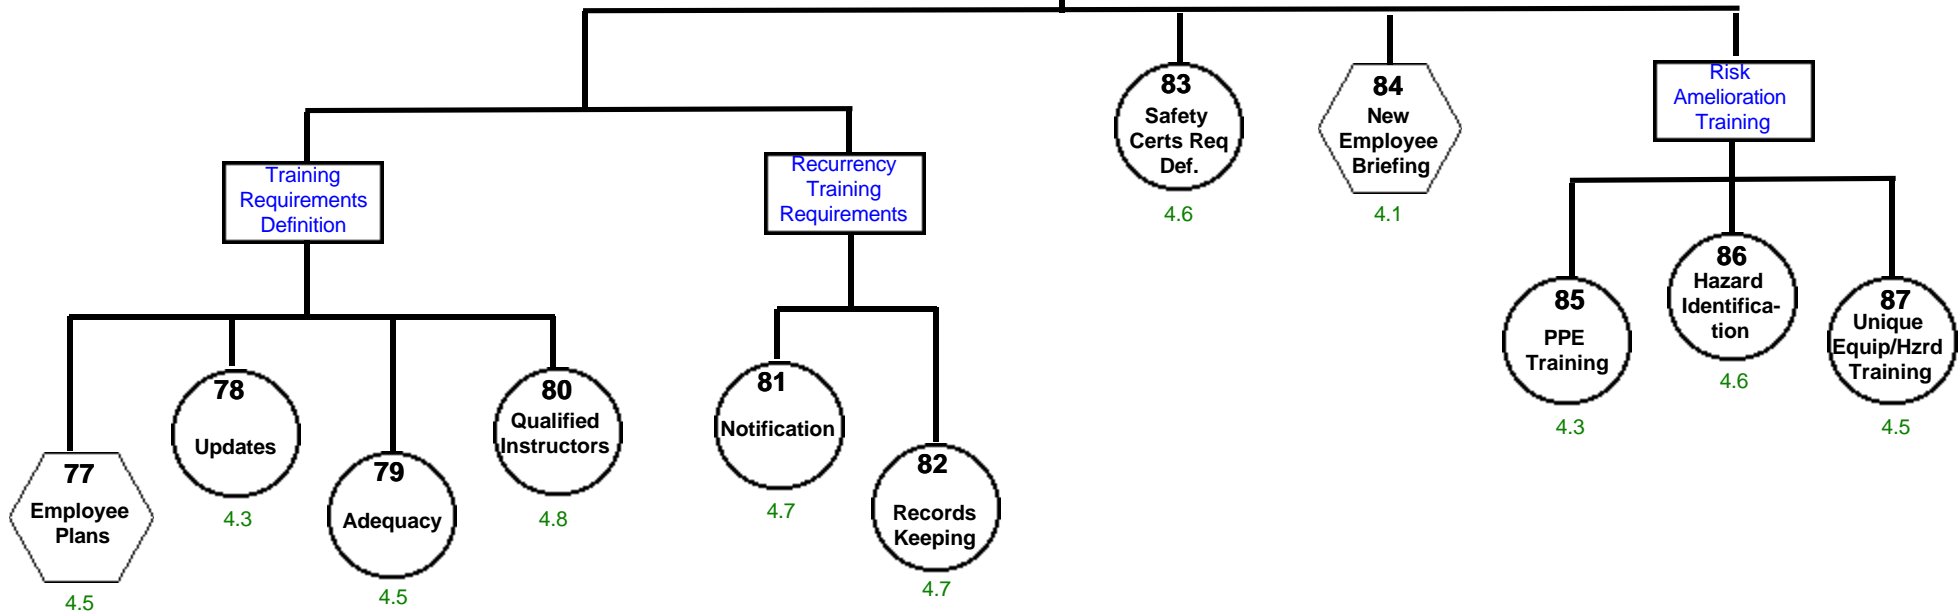 83
Safety
Certs Req
Def.
4.6
84
New
Employee
Briefing
4.1
Risk
Amelioration
Training
Training
Requirements
Definition
Recurrency
Training
Requirements
77
Employee
Plans
4.5
78
Updates
4.3
79
Adequacy
4.5
80
Qualified
Instructors
4.8
81
Notification
4.7
82
Records
Keeping
4.7
85
PPE
Training
4.3
86
Hazard
Identifica-
tion
4.6
87
Unique
Equip/Hzrd
Training
4.5